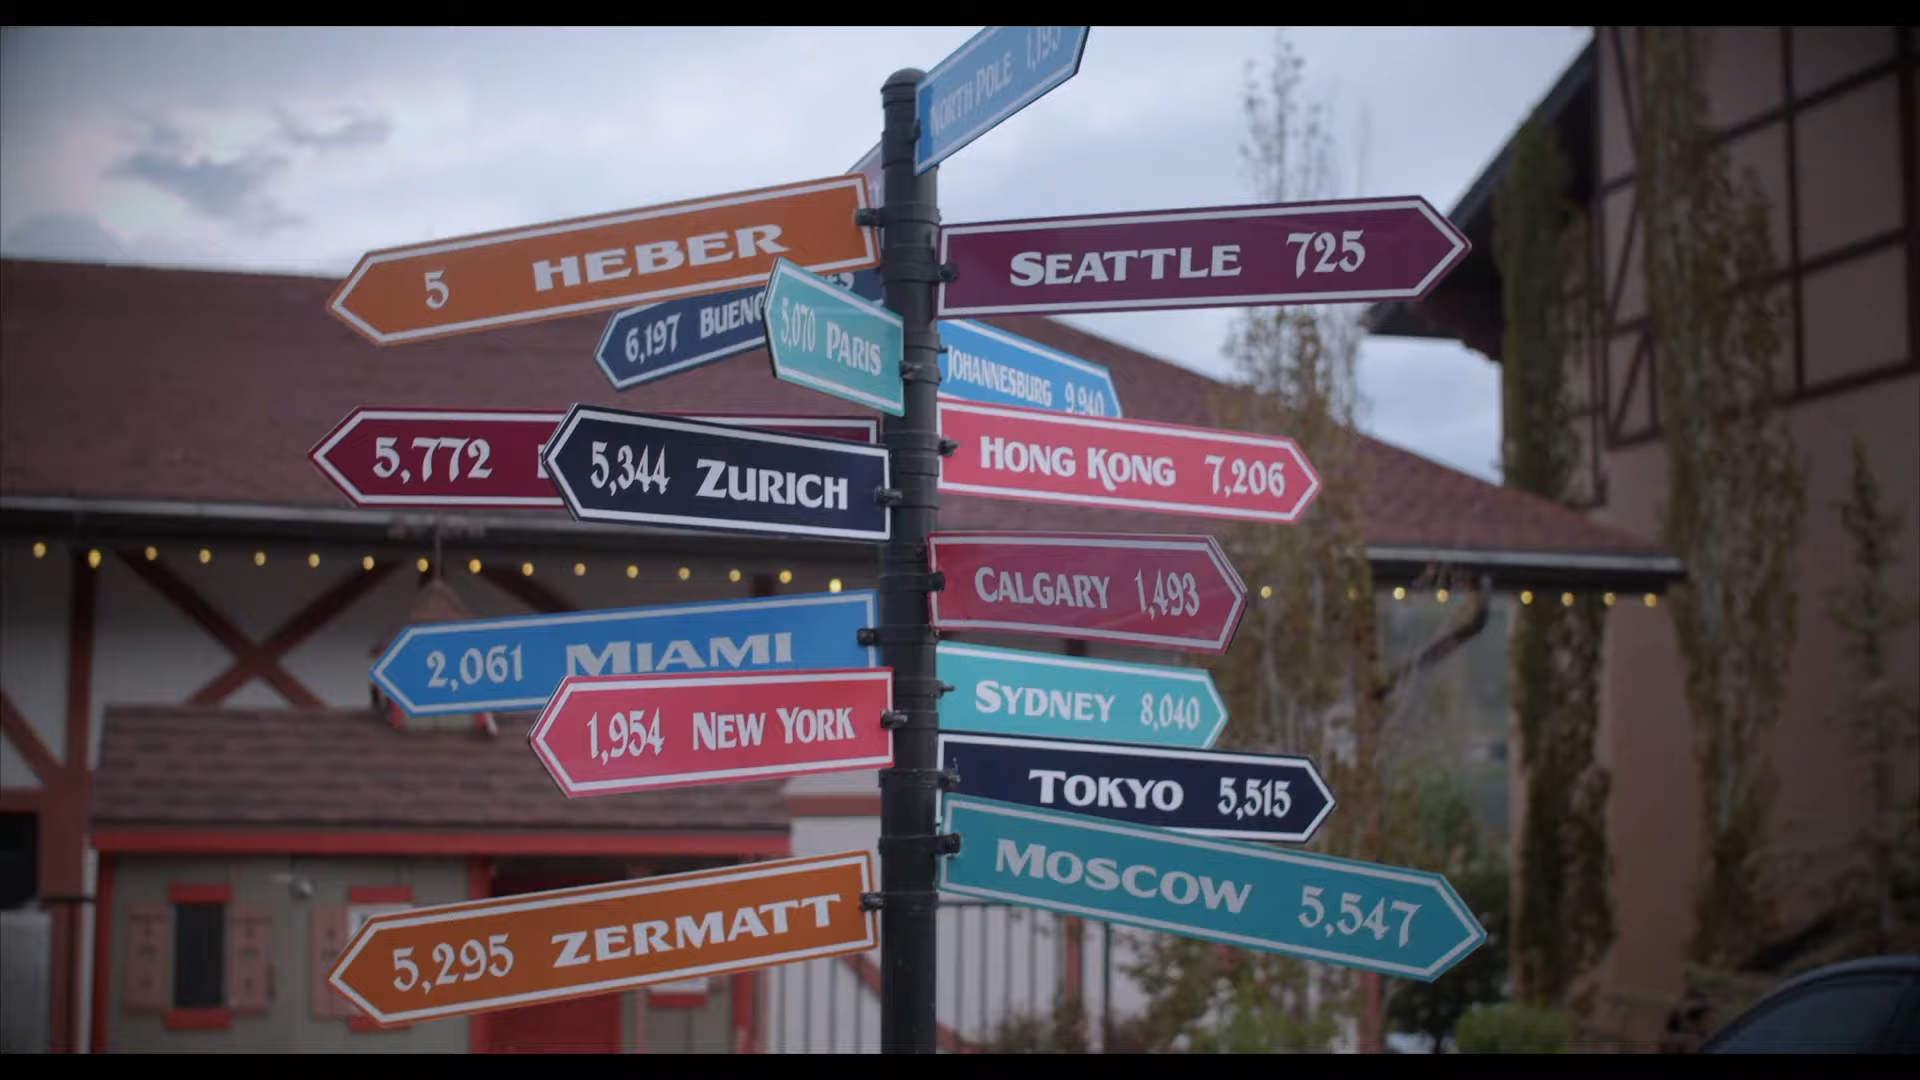 NORTH POLE
5 HEBER
SEATTLE 725
6,197
5,070 PARIS
JOHANNESBURG 9,940
5,772
5,344 ZURICH
HONG KONG 7,206
CALGARY 1,493
2,061 MIAMI
1,954 NEW YORK
SYDNEY 8,040
TOKYO 5,515
MOSCOW 5,547
5,295 ZERMATT